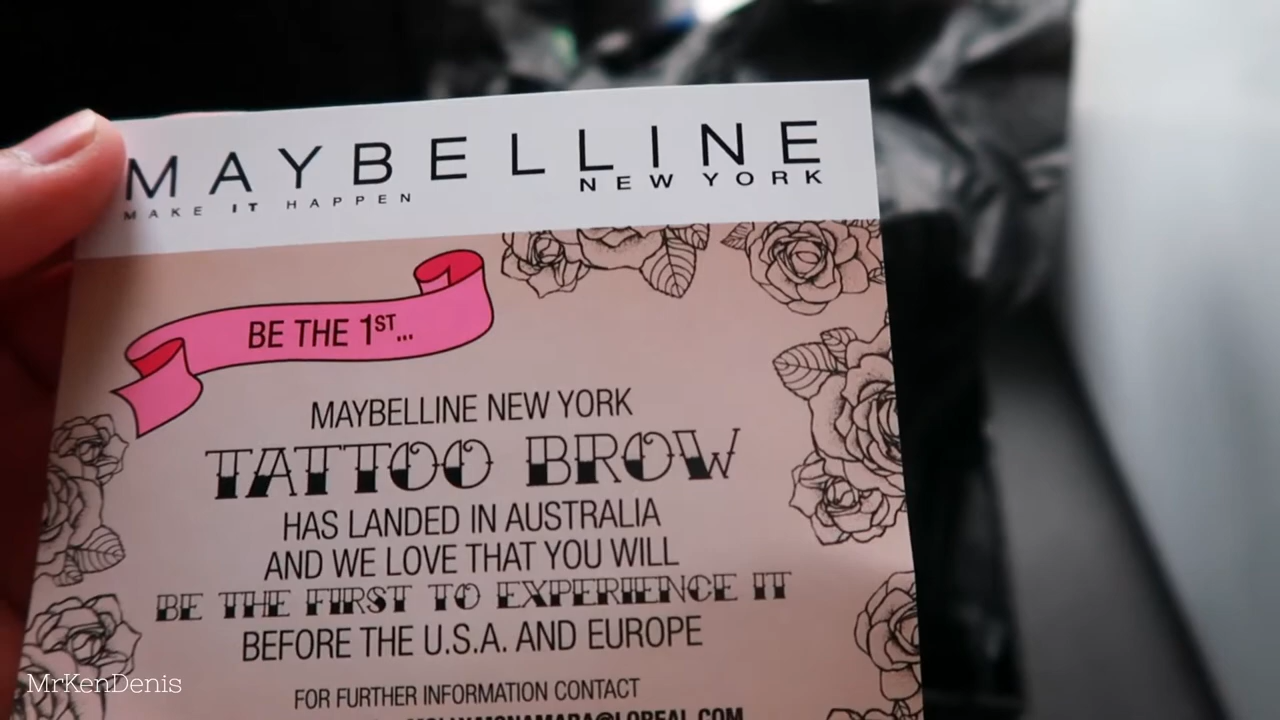 MAYBELLINE
NEW YORK
MAKE IT HAPPEN
BE THE 1ST...
MAYBELLINE NEW YORK
TATTOO BROW
HAS LANDED IN AUSTRALIA
AND WE LOVE THAT YOU WILL
BE THE FIRST TO EXPERIENCE IT
BEFORE THE U.S.A. AND EUROPE
FOR FURTHER INFORMATION CONTACT
MrKenDenis